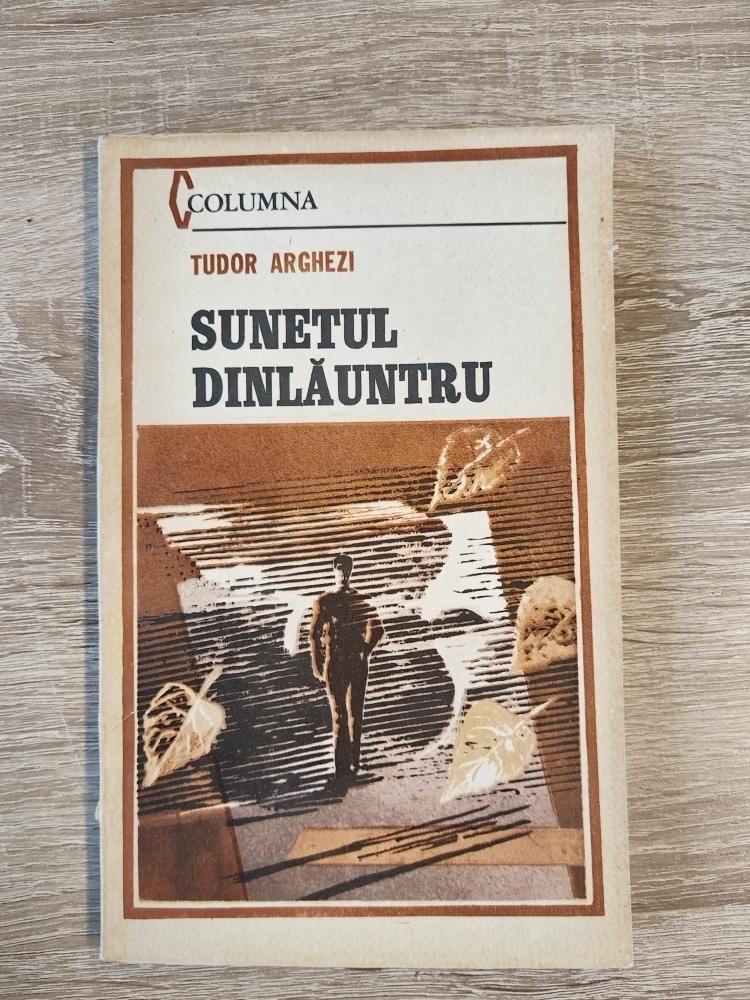 COLUMNA
TUDOR ARGHEZI
SUNETUL
DINLĂUNTRU